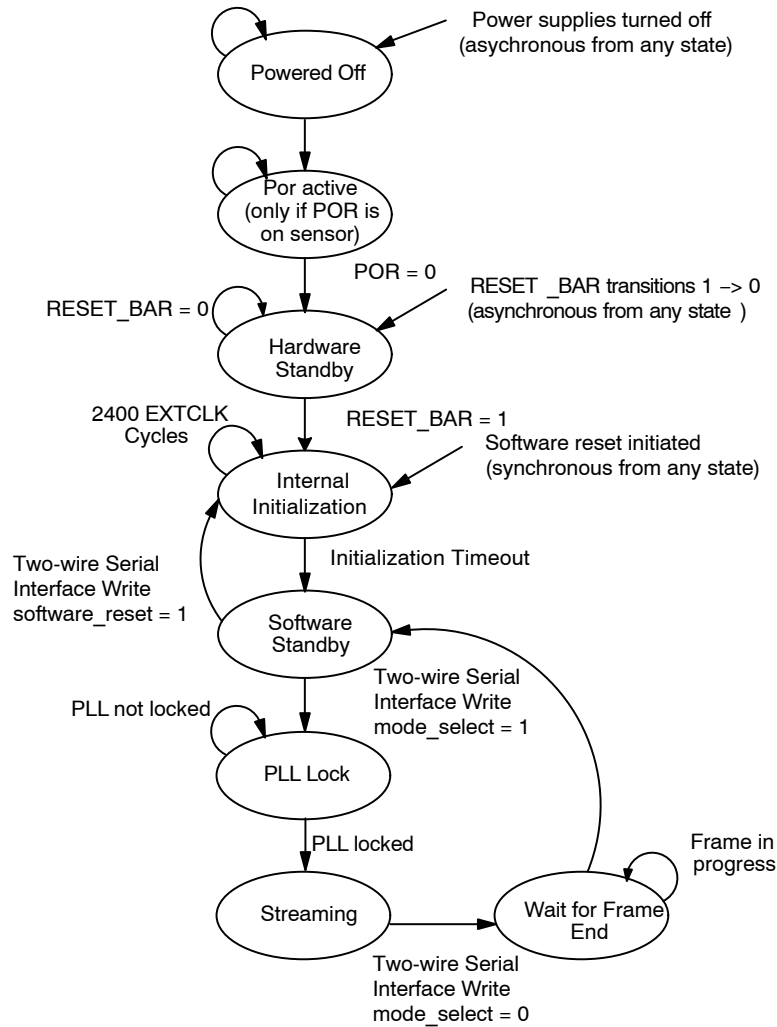 Power supplies turned off
(asychronous from any state)
Powered Off
Por active
(only if POR is
on sensor)
POR = 0
RESET _BAR transitions 1 −> 0
(asynchronous from any state )
RESET_BAR = 0
Hardware
Standby
2400 EXTCLK
Cycles
RESET_BAR = 1
Software reset initiated
(synchronous from any state)
Internal
Initialization
Initialization Timeout
Two-wire Serial
Interface Write
software_reset = 1
Software
Standby
Two-wire Serial
Interface Write
mode_select = 1
PLL not locked
PLL Lock
PLL locked
Frame in
progress
Streaming
Wait for Frame
End
Two-wire Serial
Interface Write
mode_select = 0